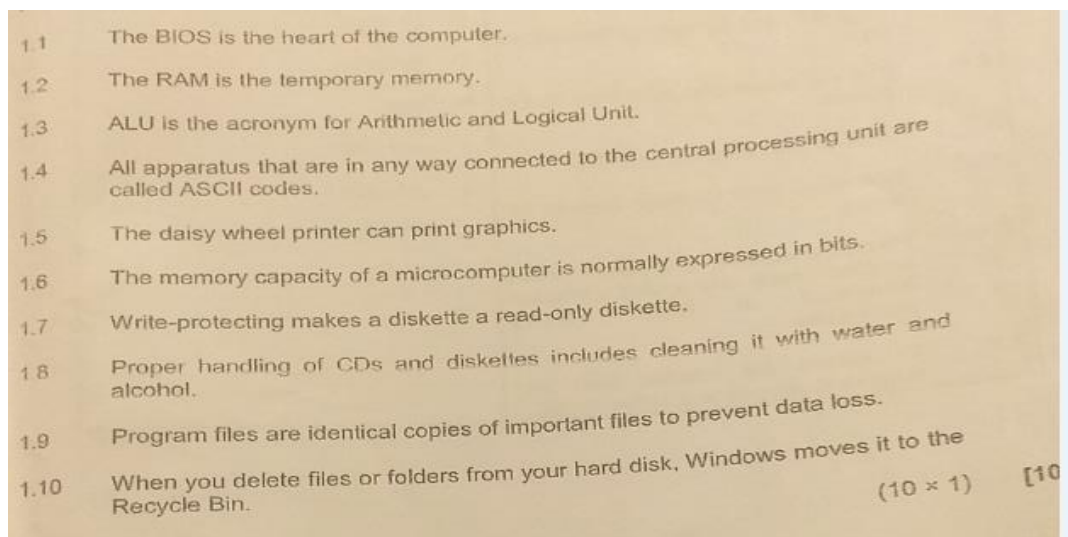 1.1 The BIOS is the heart of the computer.
1.2 The RAM is the temporary memory.
1.3 ALU is the acronym for Arithmetic and Logical Unit.
1.4 All apparatus that are in any way connected to the central processing unit are
called ASCII codes.
1.5 The daisy wheel printer can print graphics.
1.6 The memory capacity of a microcomputer is normally expressed in bits.
1.7 Write-protecting makes a diskette a read-only diskette.
1.8 Proper handling of CDs and diskettes includes cleaning it with water and
alcohol.
1.9 Program files are identical copies of important files to prevent data loss.
1.10 When you delete files or folders from your hard disk, Windows moves it to the
Recycle Bin.
(10 × 1) [10